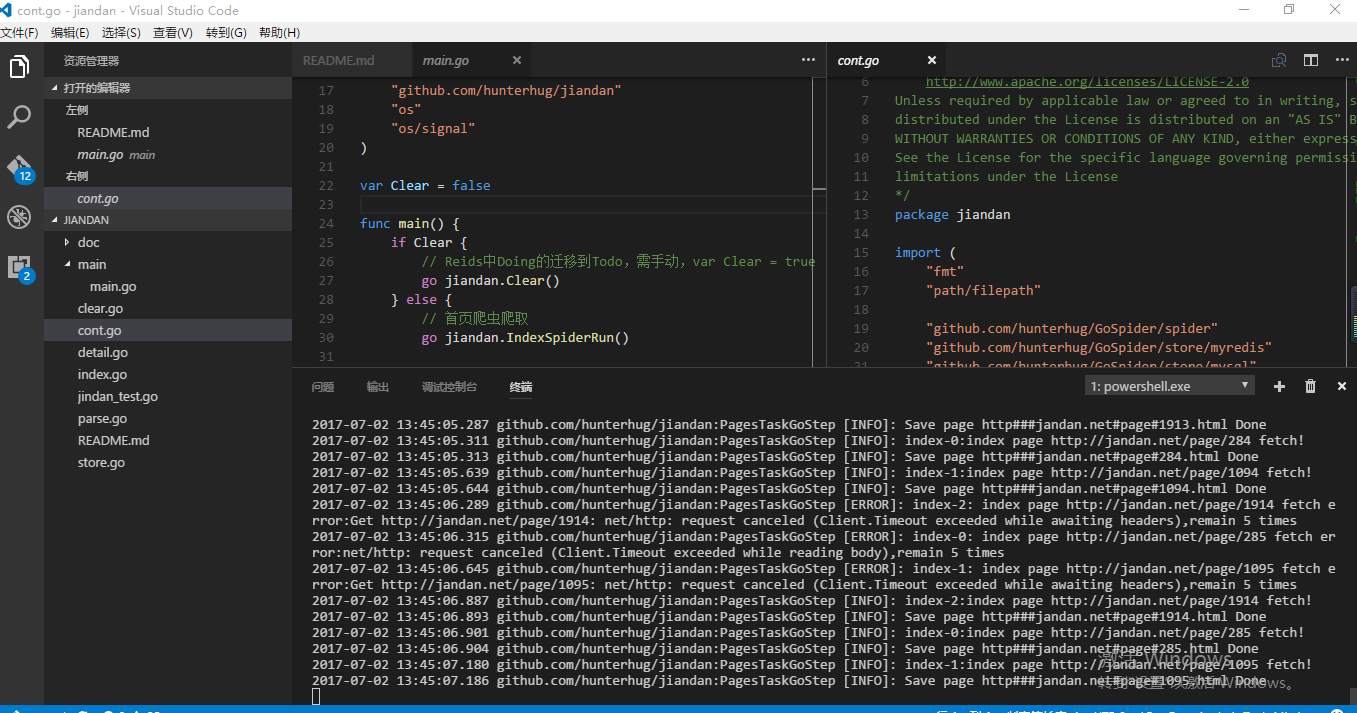 cont.go - jiandan - Visual Studio Code
文件(F) 编辑(E) 选择(S) 查看(V) 转到(G) 帮助(H)
资源管理器
打开的编辑器
左侧
README.md
main.go main
右侧
cont.go
JIANDAN
doc
main
main.go
clear.go
cont.go
detail.go
index.go
jindan_test.go
parse.go
README.md
store.go
12
2
README.md main.go
17 "github.com/hunterhug/jiandan"
18 "os"
19 "os/signal"
20 )
21
22 var Clear = false
23
24 func main() {
25 if Clear {
26 // Reids中Doing的迁移到Todo，需手动，var Clear = true
27 go jiandan.Clear()
28 } else {
29 // 首页爬虫爬取
30 go jiandan.IndexSpiderRun()
31
cont.go
6 http://www.apache.org/licenses/LICENSE-2.0
7 Unless required by applicable law or agreed to in writing, s
8 distributed under the License is distributed on an "AS IS" B
9 WITHOUT WARRANTIES OR CONDITIONS OF ANY KIND, either express
10 See the License for the specific language governing permissi
11 limitations under the License
12 */
13 package jiandan
14
15 import (
16 "fmt"
17 "path/filepath"
18
19 "github.com/hunterhug/GoSpider/spider"
20 "github.com/hunterhug/GoSpider/store/myredis"
21 "github.com/hunterhug/GoSpider/store/mysql"
问题 输出 调试控制台 终端
1: powershell.exe
2017-07-02 13:45:05.287 github.com/hunterhug/jiandan:PagesTaskGoStep [INFO]: Save page http###jandan.net#page#1913.html Done
2017-07-02 13:45:05.311 github.com/hunterhug/jiandan:PagesTaskGoStep [INFO]: index-0:index page http://jandan.net/page/284 fetch!
2017-07-02 13:45:05.313 github.com/hunterhug/jiandan:PagesTaskGoStep [INFO]: Save page http###jandan.net#page#284.html Done
2017-07-02 13:45:05.639 github.com/hunterhug/jiandan:PagesTaskGoStep [INFO]: index-1:index page http://jandan.net/page/1094 fetch!
2017-07-02 13:45:05.644 github.com/hunterhug/jiandan:PagesTaskGoStep [INFO]: Save page http###jandan.net#page#1094.html Done
2017-07-02 13:45:06.289 github.com/hunterhug/jiandan:PagesTaskGoStep [ERROR]: index-2: index page http://jandan.net/page/1914 fetch e
rror:Get http://jandan.net/page/1914: net/http: request canceled (Client.Timeout exceeded while awaiting headers),remain 5 times
2017-07-02 13:45:06.315 github.com/hunterhug/jiandan:PagesTaskGoStep [ERROR]: index-0: index page http://jandan.net/page/285 fetch er
ror:net/http: request canceled (Client.Timeout exceeded while reading body),remain 5 times
2017-07-02 13:45:06.645 github.com/hunterhug/jiandan:PagesTaskGoStep [ERROR]: index-1: index page http://jandan.net/page/1095 fetch e
rror:Get http://jandan.net/page/1095: net/http: request canceled (Client.Timeout exceeded while awaiting headers),remain 5 times
2017-07-02 13:45:06.887 github.com/hunterhug/jiandan:PagesTaskGoStep [INFO]: index-2:index page http://jandan.net/page/1914 fetch!
2017-07-02 13:45:06.893 github.com/hunterhug/jiandan:PagesTaskGoStep [INFO]: Save page http###jandan.net#page#1914.html Done
2017-07-02 13:45:06.901 github.com/hunterhug/jiandan:PagesTaskGoStep [INFO]: index-0:index page http://jandan.net/page/285 fetch!
2017-07-02 13:45:06.904 github.com/hunterhug/jiandan:PagesTaskGoStep [INFO]: Save page http###jandan.net#page#285.html Done
2017-07-02 13:45:07.180 github.com/hunterhug/jiandan:PagesTaskGoStep [INFO]: index-1:index page http://jandan.net/page/1095 fetch!
2017-07-02 13:45:07.186 github.com/hunterhug/jiandan:PagesTaskGoStep [INFO]: Save page http###jandan.net#page#1095.html Done
激活 Windows
转到"设置"以激活 Windows。